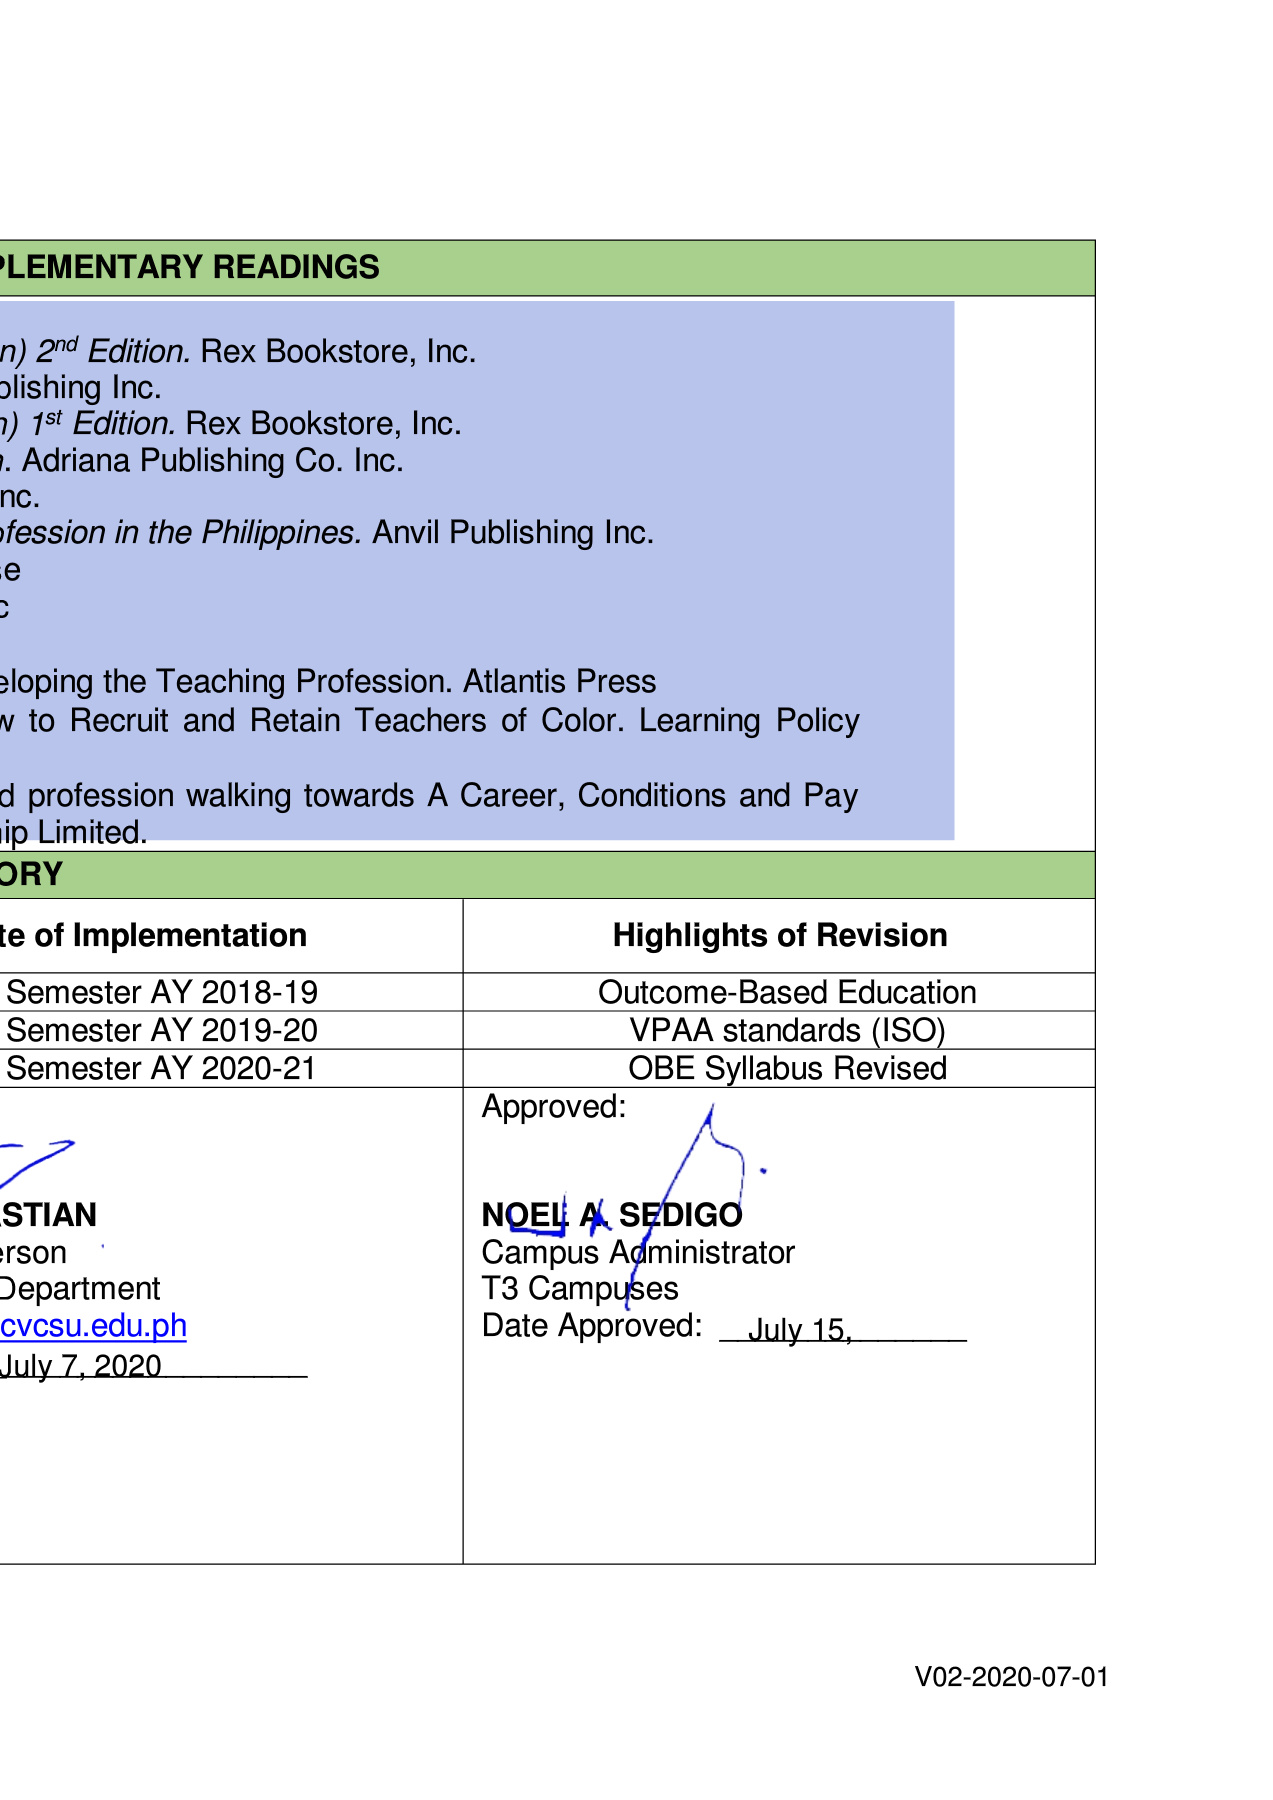 PLEMENTARY READINGS
n) 2nd Edition. Rex Bookstore, Inc.
blishing Inc.
n) 1st Edition. Rex Bookstore, Inc.
n. Adriana Publishing Co. Inc.
nc.
ofession in the Philippines. Anvil Publishing Inc.
se
c
eloping the Teaching Profession. Atlantis Press
w to Recruit and Retain Teachers of Color. Learning Policy
d profession walking towards A Career, Conditions and Pay
hip Limited.
ORY
te of Implementation Highlights of Revision
Semester AY 2018-19 Outcome-Based Education
Semester AY 2019-20 VPAA standards (ISO)
Semester AY 2020-21 OBE Syllabus Revised
ASTIAN
erson
Department
cvcsu.edu.ph
July 7, 2020
Approved:
NOEL A. SEDIGO
Campus Administrator
T3 Campuses
Date Approved: July 15,
V02-2020-07-01